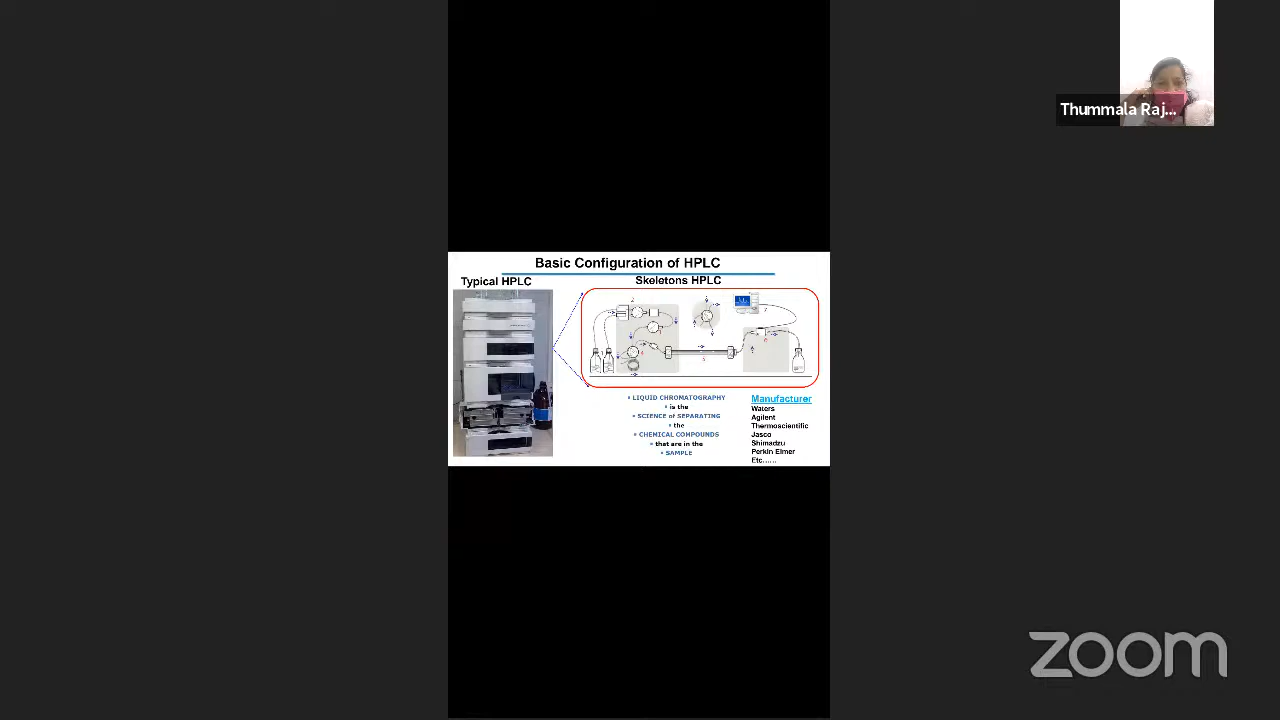 Thummala Raj...
Basic Configuration of HPLC
Typical HPLC
Skeletons HPLC
LIQUID CHROMATOGRAPHY
is the
SCIENCE of SEPARATING
the
CHEMICAL COMPOUNDS
that are in the
SAMPLE
Manufacturer
Waters
Agilent
Thermoscientific
Jasco
Shimadzu
Perkin Elmer
Etc......
zoom